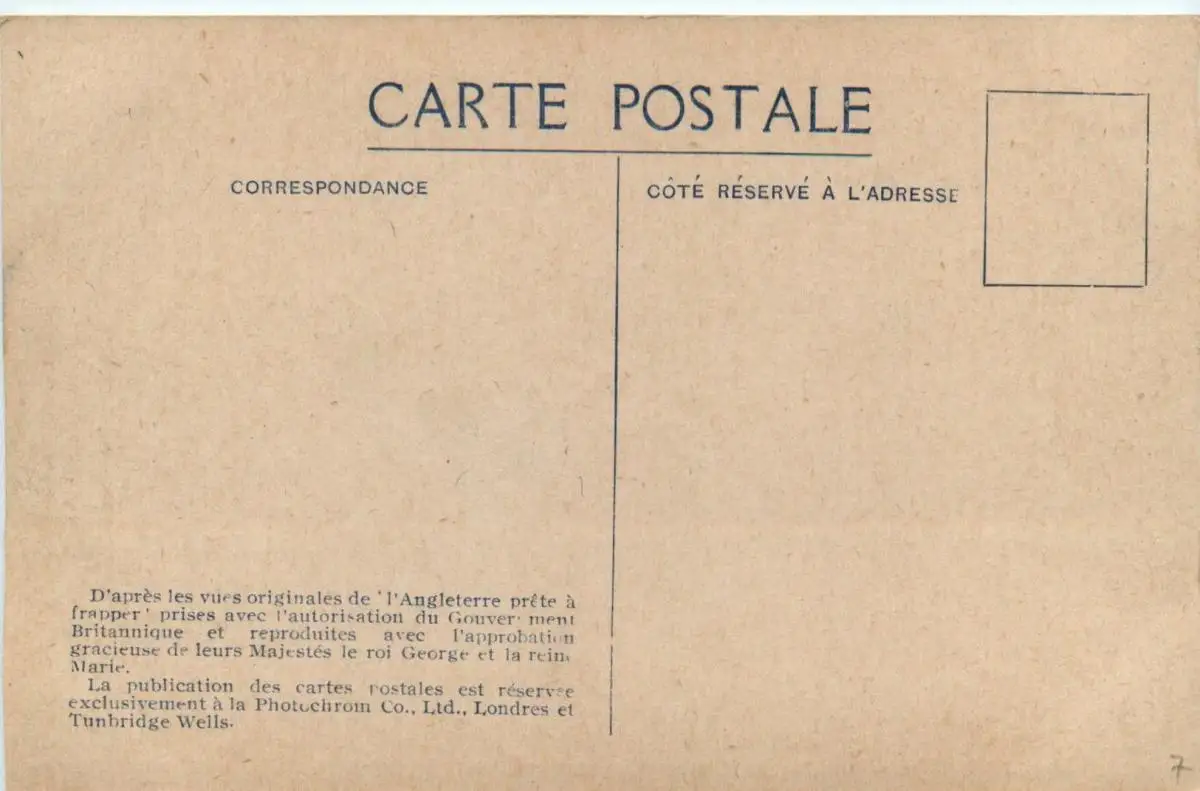 CARTE POSTALE
CORRESPONDANCE
CÔTÉ RÉSERVÉ À L'ADRESSE
D'après les vues originales de 'l'Angleterre prête à
frapper' prises avec l'autorisation du Gouver ment
Britannique et reproduites avec l'approbation
gracieuse de leurs Majestés le roi George et la reine
Marie.
La publication des cartes postales est réservée
exclusivement à la Photochrom Co., Ltd., Londres et
Tunbridge Wells.
7